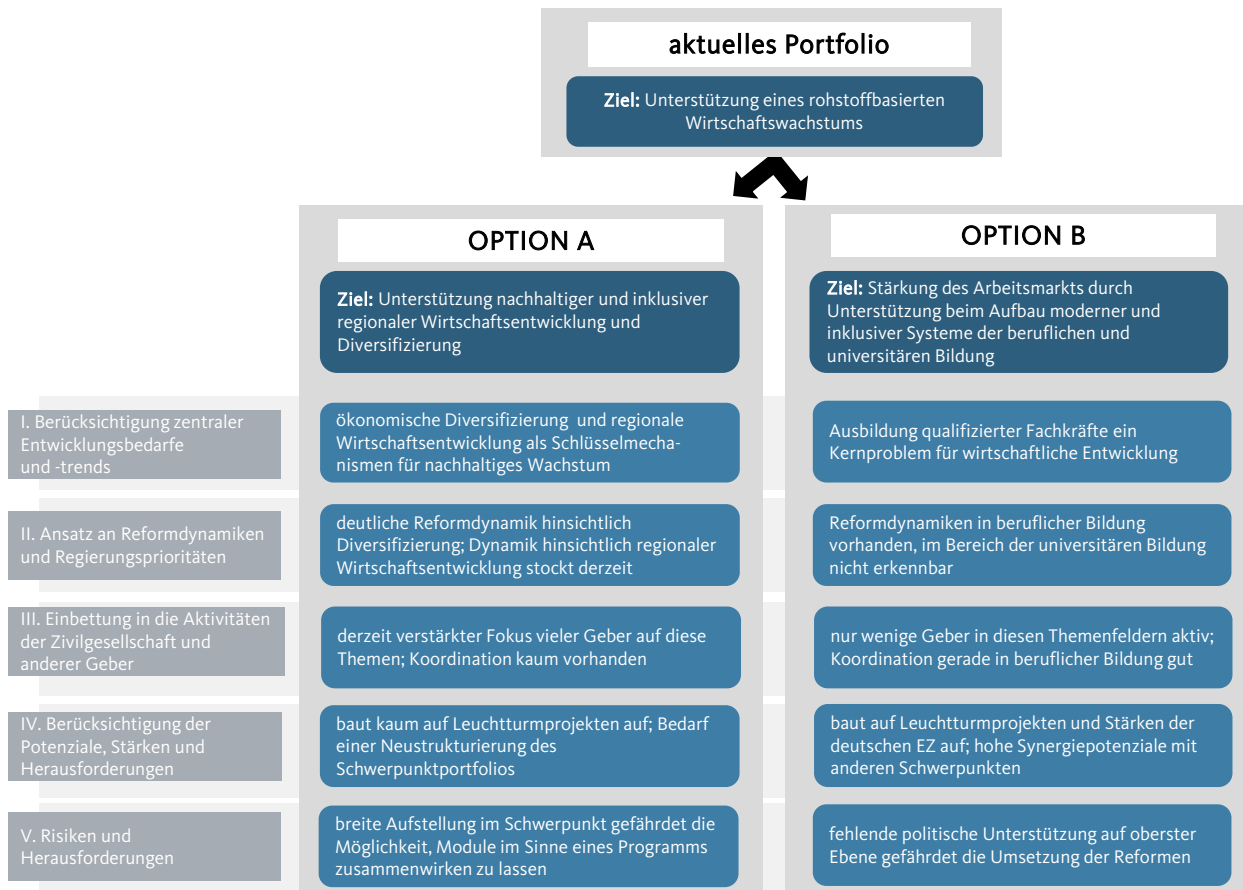 aktuelles Portfolio
Ziel: Unterstützung eines rohstoffbasierten
Wirtschaftswachstums
OPTION A
OPTION B
Ziel: Unterstützung nachhaltiger und inklusiver
regionaler Wirtschaftsentwicklung und
Diversifizierung
Ziel: Stärkung des Arbeitsmarkts durch
Unterstützung beim Aufbau moderner und
inklusiver Systeme der beruflichen und
universitären Bildung
I. Berücksichtigung zentraler
Entwicklungsbedarfe
und -trends
ökonomische Diversifizierung und regionale
Wirtschaftsentwicklung als Schlüsselmecha-
nismen für nachhaltiges Wachstum
Ausbildung qualifizierter Fachkräfte ein
Kernproblem für wirtschaftliche Entwicklung
II. Ansatz an Reformdynamiken
und Regierungsprioritäten
deutliche Reformdynamik hinsichtlich
Diversifizierung; Dynamik hinsichtlich regionaler
Wirtschaftsentwicklung stockt derzeit
Reformdynamiken in beruflicher Bildung
vorhanden, im Bereich der universitären Bildung
nicht erkennbar
III. Einbettung in die Aktivitäten
der Zivilgesellschaft und
anderer Geber
derzeit verstärkter Fokus vieler Geber auf diese
Themen; Koordination kaum vorhanden
nur wenige Geber in diesen Themenfeldern aktiv;
Koordination gerade in beruflicher Bildung gut
IV. Berücksichtigung der
Potenziale, Stärken und
Herausforderungen
baut kaum auf Leuchtturmprojekten auf; Bedarf
einer Neustrukturierung des
Schwerpunktportfolios
baut auf Leuchtturmprojekten und Stärken der
deutschen EZ auf; hohe Synergiepotenziale mit
anderen Schwerpunkten
V. Risiken und
Herausforderungen
breite Aufstellung im Schwerpunkt gefährdet die
Möglichkeit, Module im Sinne eines Programms
zusammenwirken zu lassen
fehlende politische Unterstützung auf oberster
Ebene gefährdet die Umsetzung der Reformen